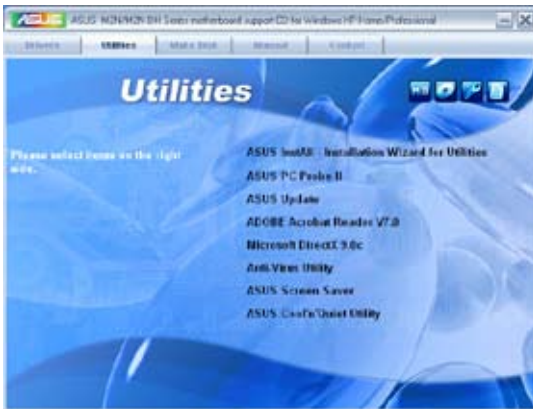 ASUS M2N/M2N DH Series motherboard support CD for Windows XP Home/Professional
Drivers Utilities Make Disk Manual Contact
Utilities
Please select items on the right side.
ASUS InstAll - Installation Wizard for Utilities
ASUS PC Probe II
ASUS Update
ADOBE Acrobat Reader V7.0
Microsoft DirectX 9.0c
Anti-Virus Utility
ASUS Screen Saver
ASUS Cool'n'Quiet Utility